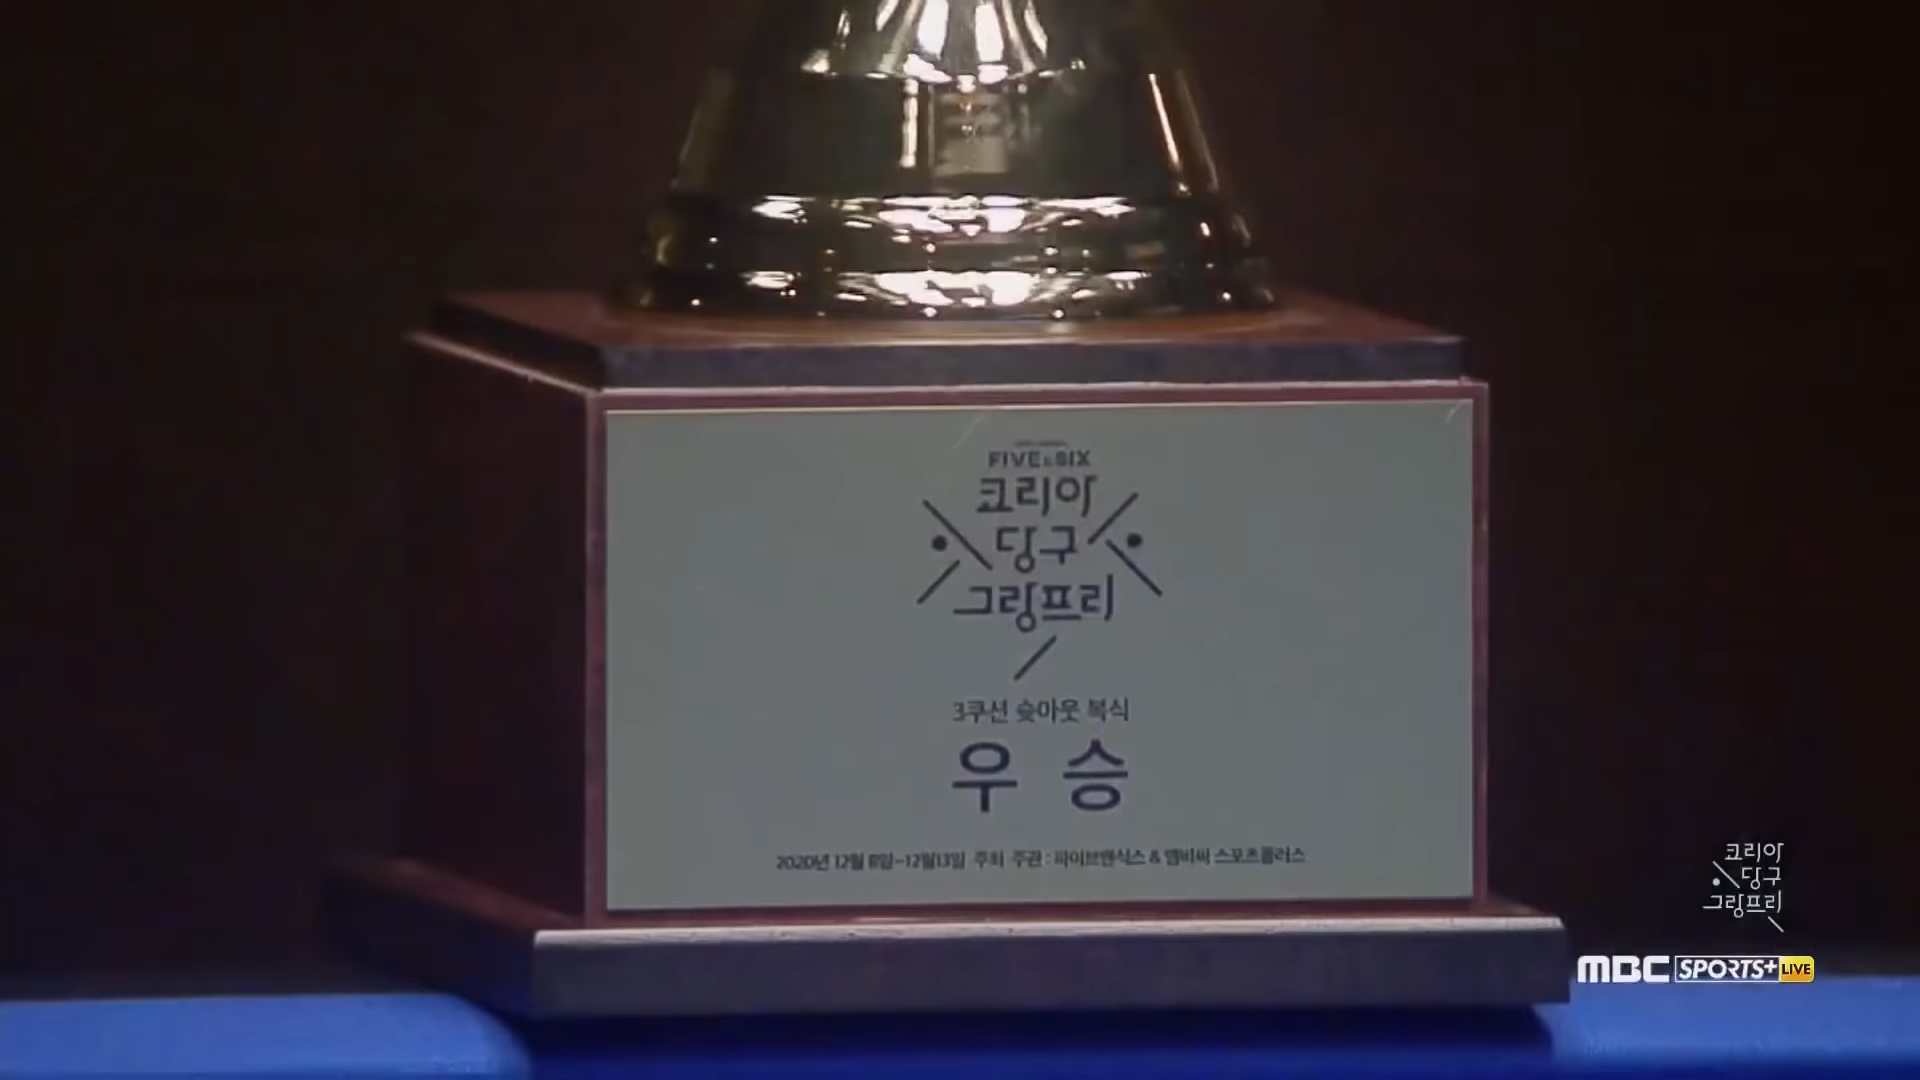 FIVE&SIX
코리아
당구
그랑프리
3쿠션 슛아웃 복식
우 승
2020년 12월 11일~12월13일 주최 주관 : 파이브앤식스 & 엠비씨 스포츠플러스
코리아
당구
그랑프리
MBC SPORTS+ LIVE